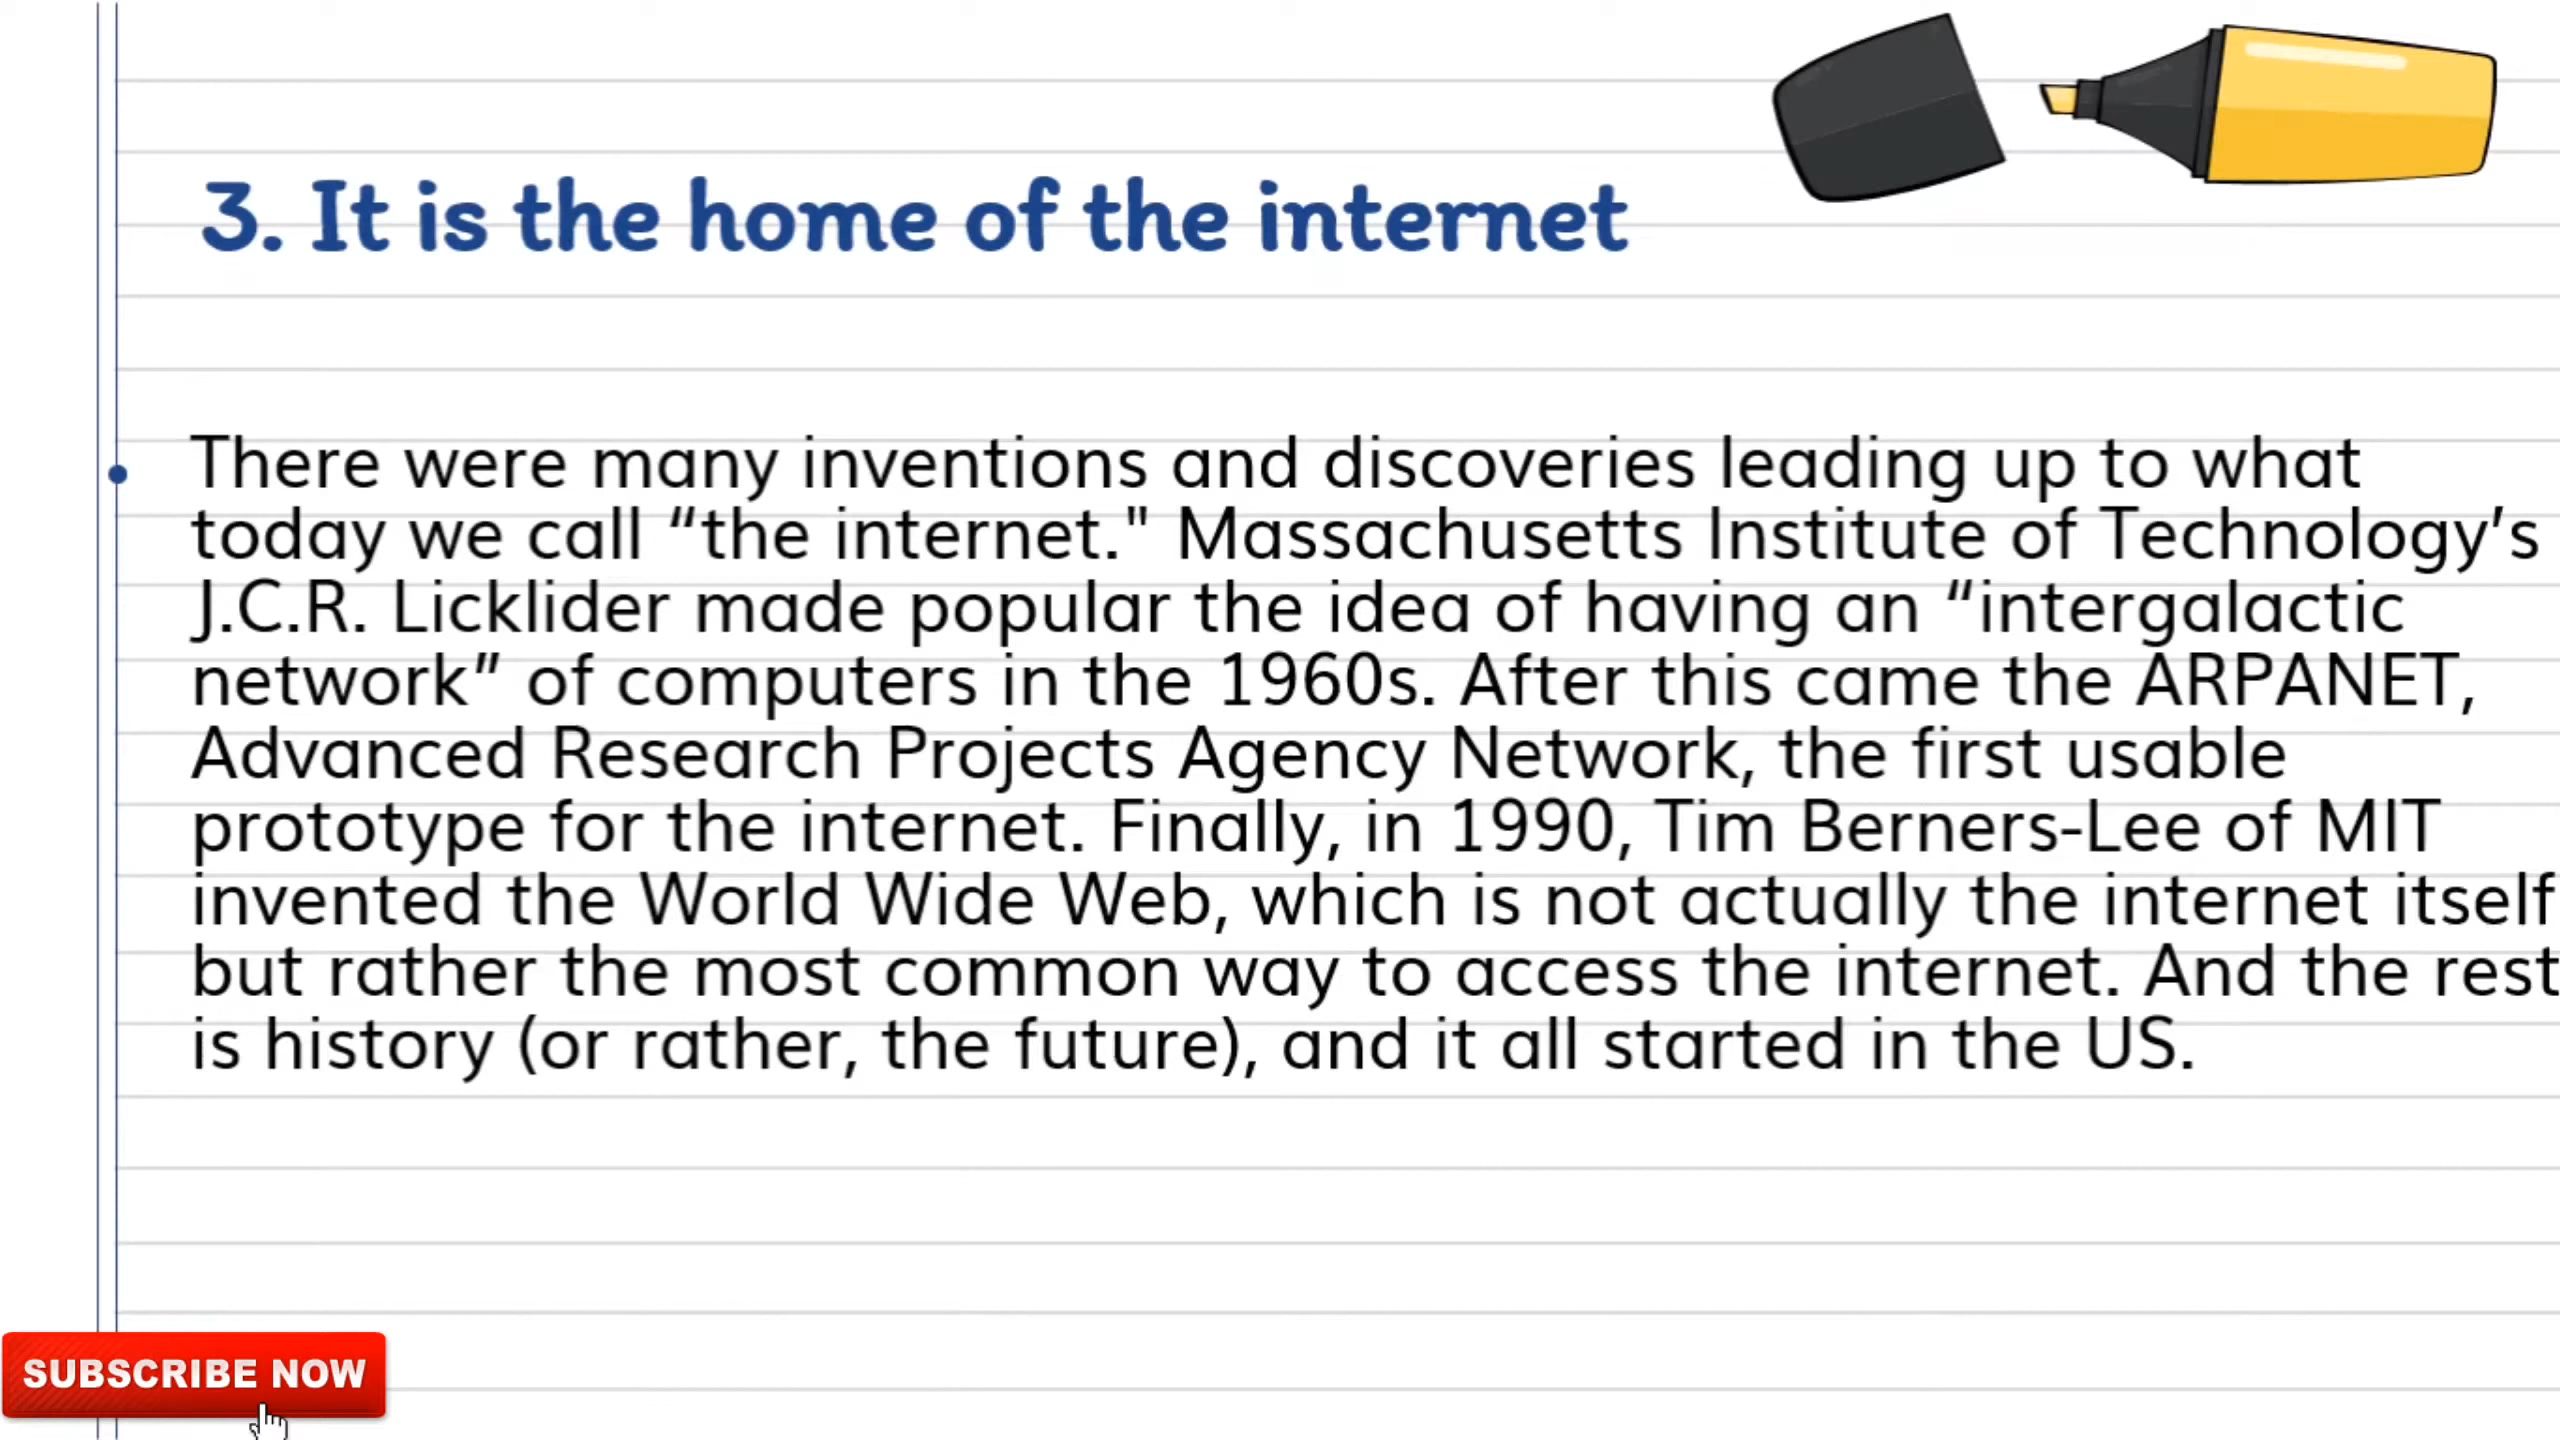 3. It is the home of the internet
There were many inventions and discoveries leading up to what
today we call “the internet." Massachusetts Institute of Technology’s
J.C.R. Licklider made popular the idea of having an “intergalactic
network” of computers in the 1960s. After this came the ARPANET,
Advanced Research Projects Agency Network, the first usable
prototype for the internet. Finally, in 1990, Tim Berners-Lee of MIT
invented the World Wide Web, which is not actually the internet itself
but rather the most common way to access the internet. And the rest
is history (or rather, the future), and it all started in the US.
SUBSCRIBE NOW